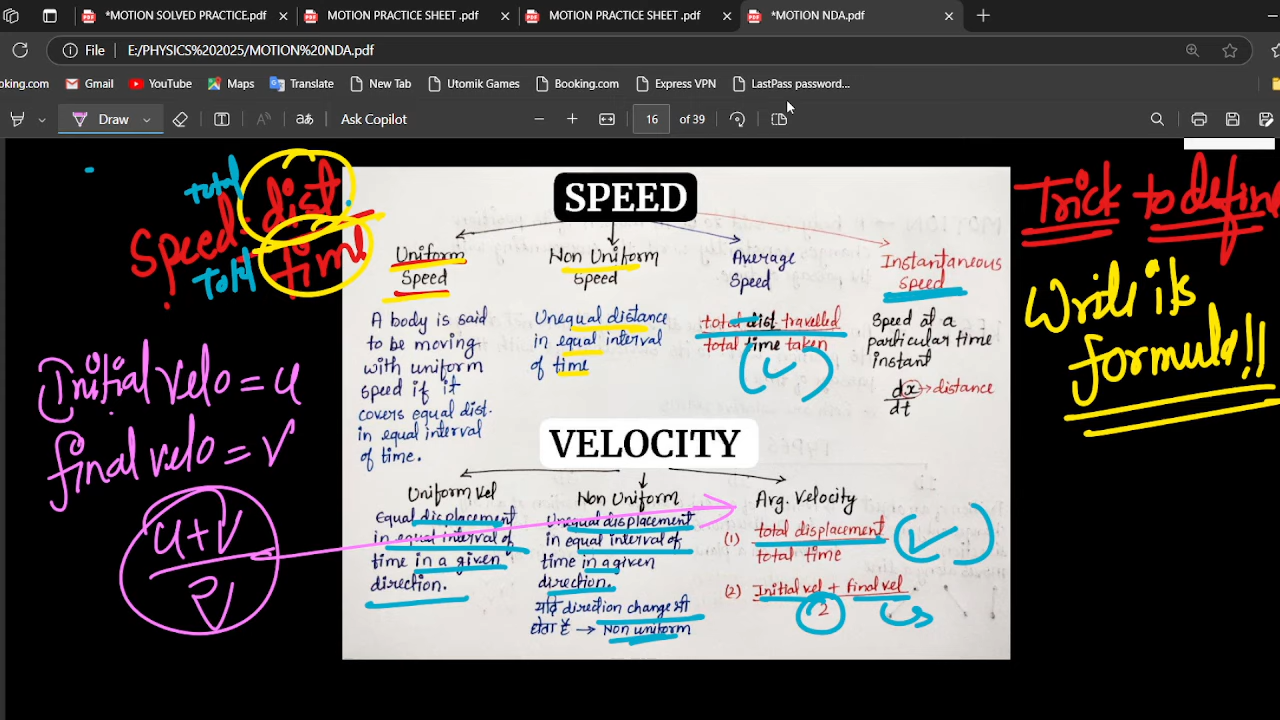 *MOTION SOLVED PRACTICE.pdf
MOTION PRACTICE SHEET .pdf
MOTION PRACTICE SHEET .pdf
*MOTION NDA.pdf
File E:/PHYSICS%202025/MOTION%20NDA.pdf
ooking.com Gmail YouTube Maps Translate New Tab Utomik Games Booking.com Express VPN LastPass password...
Draw Ask Copilot 16 of 39
total dist.
Speed:
Total time
Initial velo = u
final velo = v
u+v
2
SPEED
Uniform
Speed
A body is said
to be moving
with uniform
speed if it
covers equal dist.
in equal interval
of time.
Non Uniform
Speed
Unequal distance
in equal interval
of time
Average
Speed
total dist travelled
total time taken
Instantaneous
speed
Speed at a
particular time
instant
dx → distance
dt
VELOCITY
Uniform Vel
Equal displacement
in equal interval of
time in a given
direction.
Non Uniform
Unequal displacement
in equal interval of
time in a given
direction.
यदि direction change भी
होता है → Non uniform
Avg. Velocity
(1) total displacement
total time
(2) Initial vel + final vel
2
Trick to define
Write its
formula!!